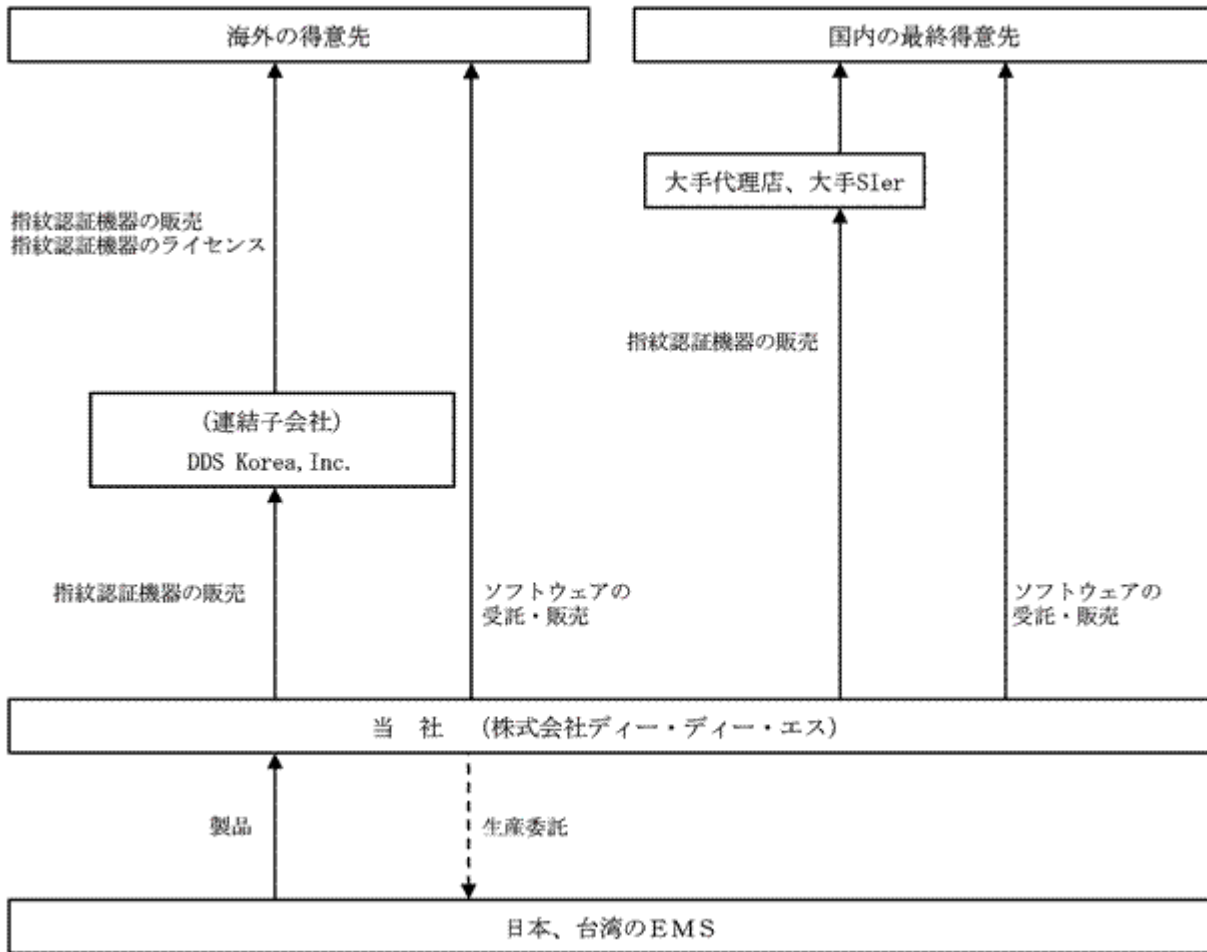 海外の得意先
国内の最終得意先
大手代理店、大手SIer
指紋認証機器の販売
指紋認証機器のライセンス
指紋認証機器の販売
(連結子会社)
DDS Korea,Inc.
指紋認証機器の販売
ソフトウェアの
受託・販売
ソフトウェアの
受託・販売
当　社　(株式会社ディー・ディー・エス)
製品
生産委託
日本、台湾のＥＭＳ